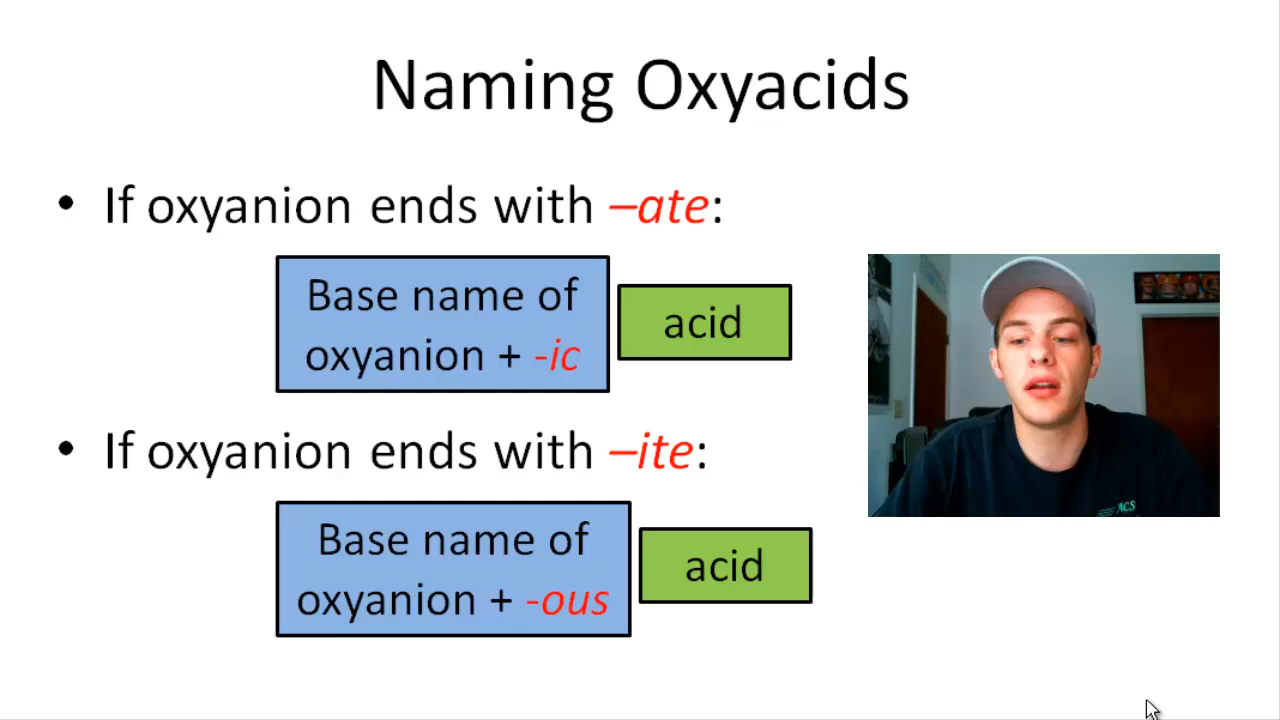 Naming Oxyacids
• If oxyanion ends with –ate:
Base name of
oxyanion + -ic
acid
• If oxyanion ends with –ite:
Base name of
oxyanion + -ous
acid
ACS